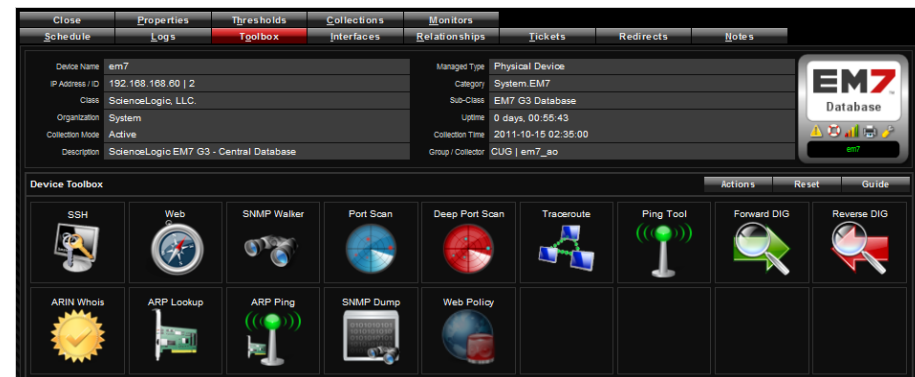 Close Properties Thresholds Collections Monitors
Schedule Logs Toolbox Interfaces Relationships Tickets Redirects Notes
Device Name em7 Managed Type Physical Device
IP Address / ID 192.168.168.60 | 2 Category System.EM7
Class ScienceLogic, LLC. Sub-Class EM7 G3 Database
Organization System Uptime 0 days, 00:55:43
Collection Mode Active Collection Time 2011-10-15 02:35:00
Description ScienceLogic EM7 G3 - Central Database Group / Collector CUG | em7_ao
EM7
Database
em7
Device Toolbox Actions Reset Guide
SSH Web SNMP Walker Port Scan Deep Port Scan Traceroute Ping Tool Forward DIG Reverse DIG
ARIN Whois ARP Lookup ARP Ping SNMP Dump Web Policy